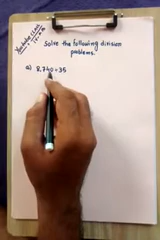 Solve the following division
problems.
a) 8,740÷35